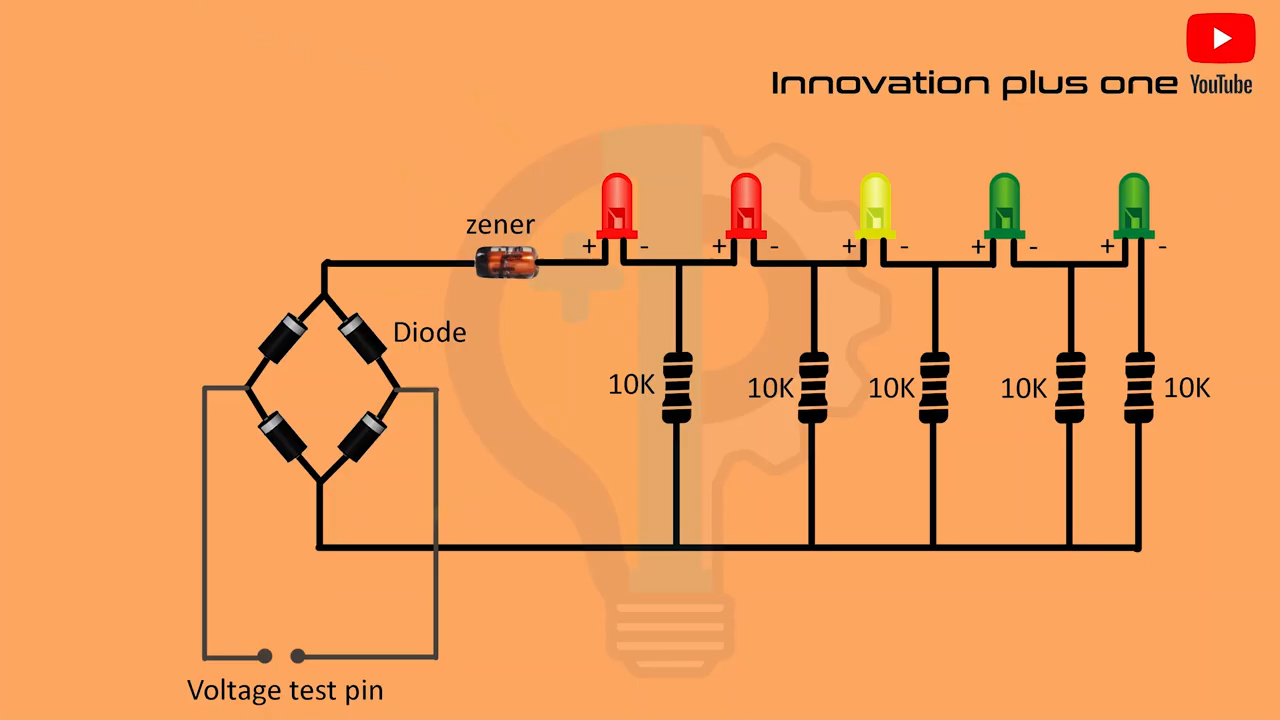 Innovation plus one
YouTube
zener
+ - + - + - + - + -
Diode
10K
10K
10K
10K
10K
Voltage test pin